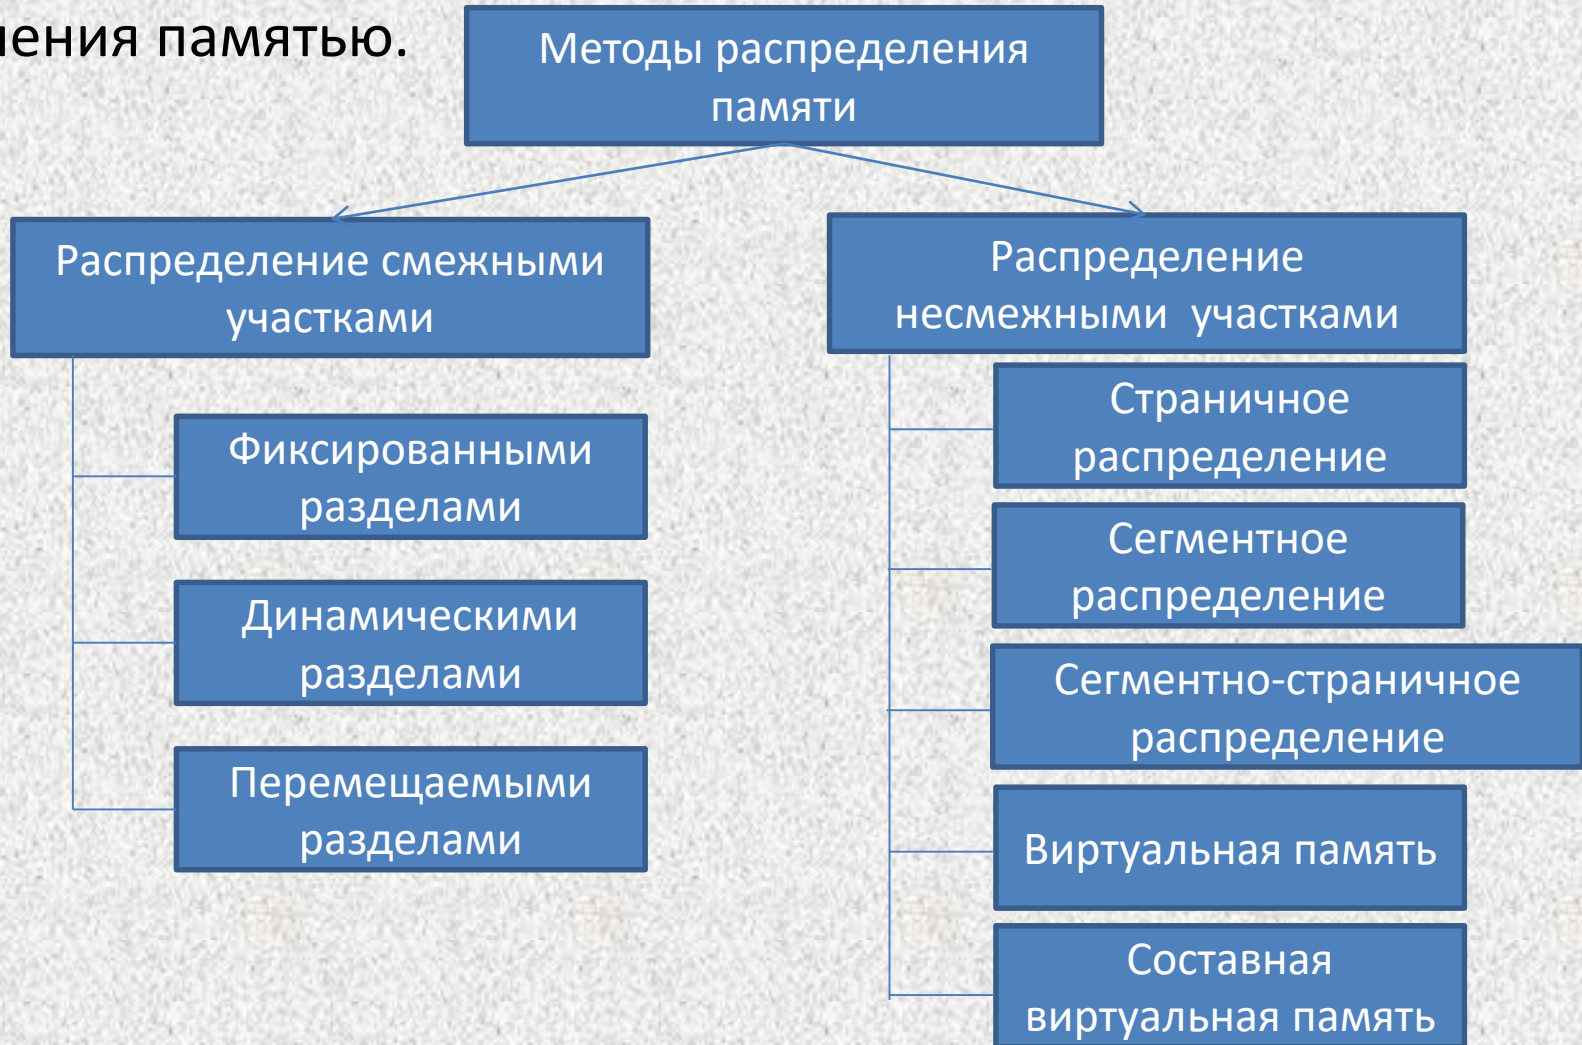 памятью.
Методы распределения
памяти
Распределение смежными
участками
Фиксированными
разделами
Динамическими
разделами
Перемещаемыми
разделами
Распределение
несмежными участками
Страничное
распределение
Сегментное
распределение
Сегментно-страничное
распределение
Виртуальная память
Составная
виртуальная память